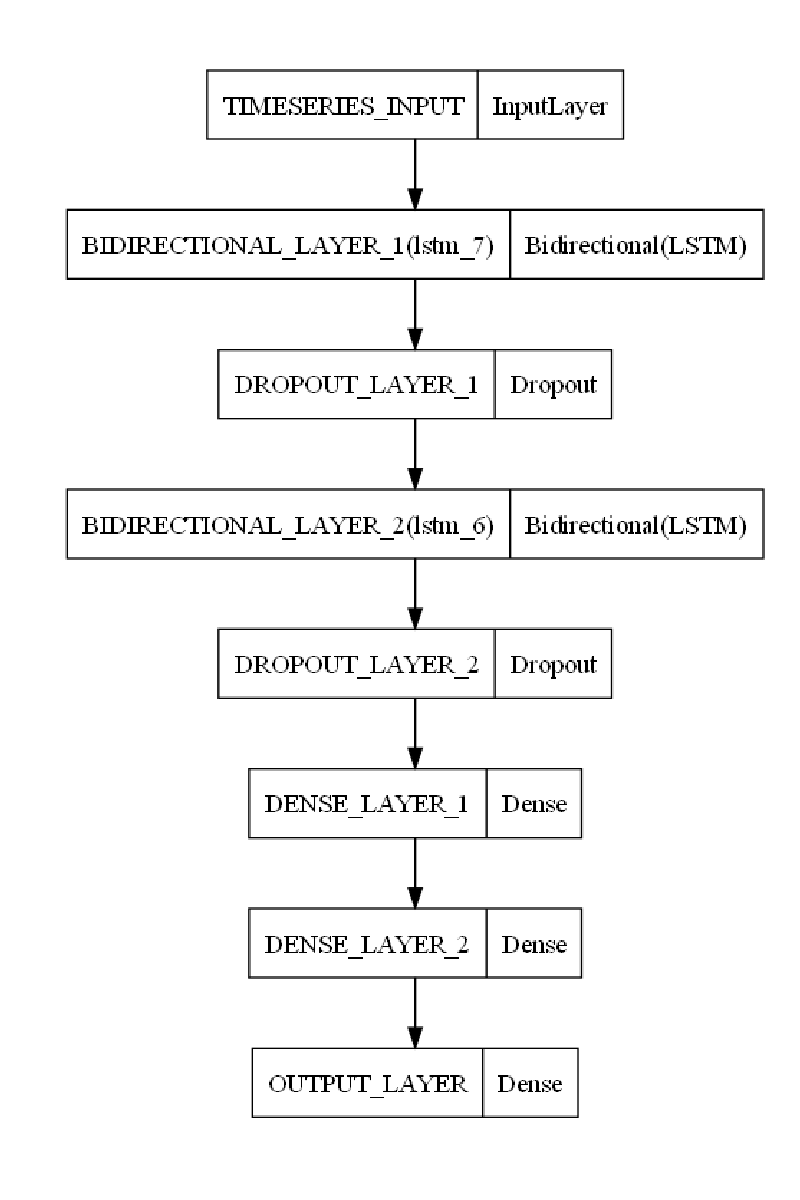 TIMESERIES_INPUT InputLayer
BIDIRECTIONAL_LAYER_1(lstm_7) Bidirectional(LSTM)
DROPOUT_LAYER_1 Dropout
BIDIRECTIONAL_LAYER_2(lstm_6) Bidirectional(LSTM)
DROPOUT_LAYER_2 Dropout
DENSE_LAYER_1 Dense
DENSE_LAYER_2 Dense
OUTPUT_LAYER Dense